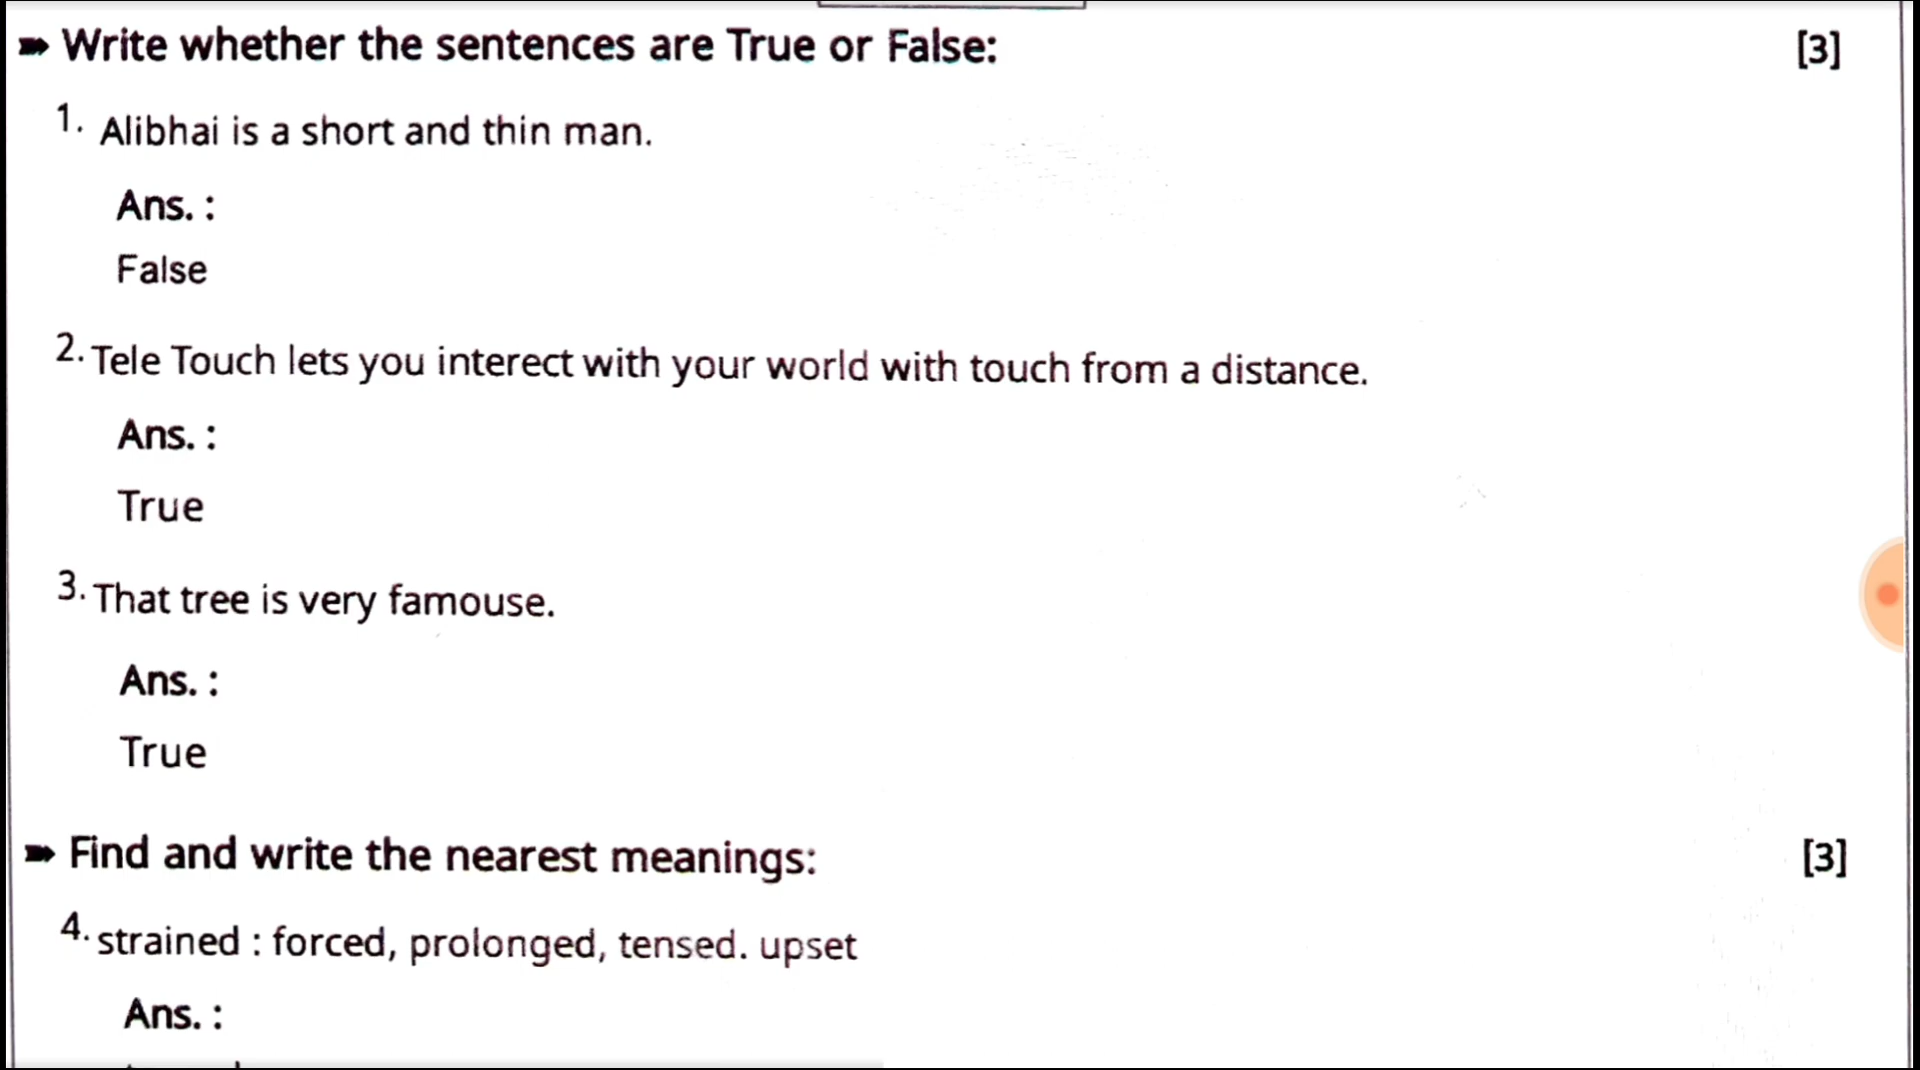 ➠ Write whether the sentences are True or False: [3]
1. Alibhai is a short and thin man.
Ans. :
False
2. Tele Touch lets you interect with your world with touch from a distance.
Ans. :
True
3. That tree is very famouse.
Ans. :
True
➠ Find and write the nearest meanings: [3]
4. strained : forced, prolonged, tensed. upset
Ans. :